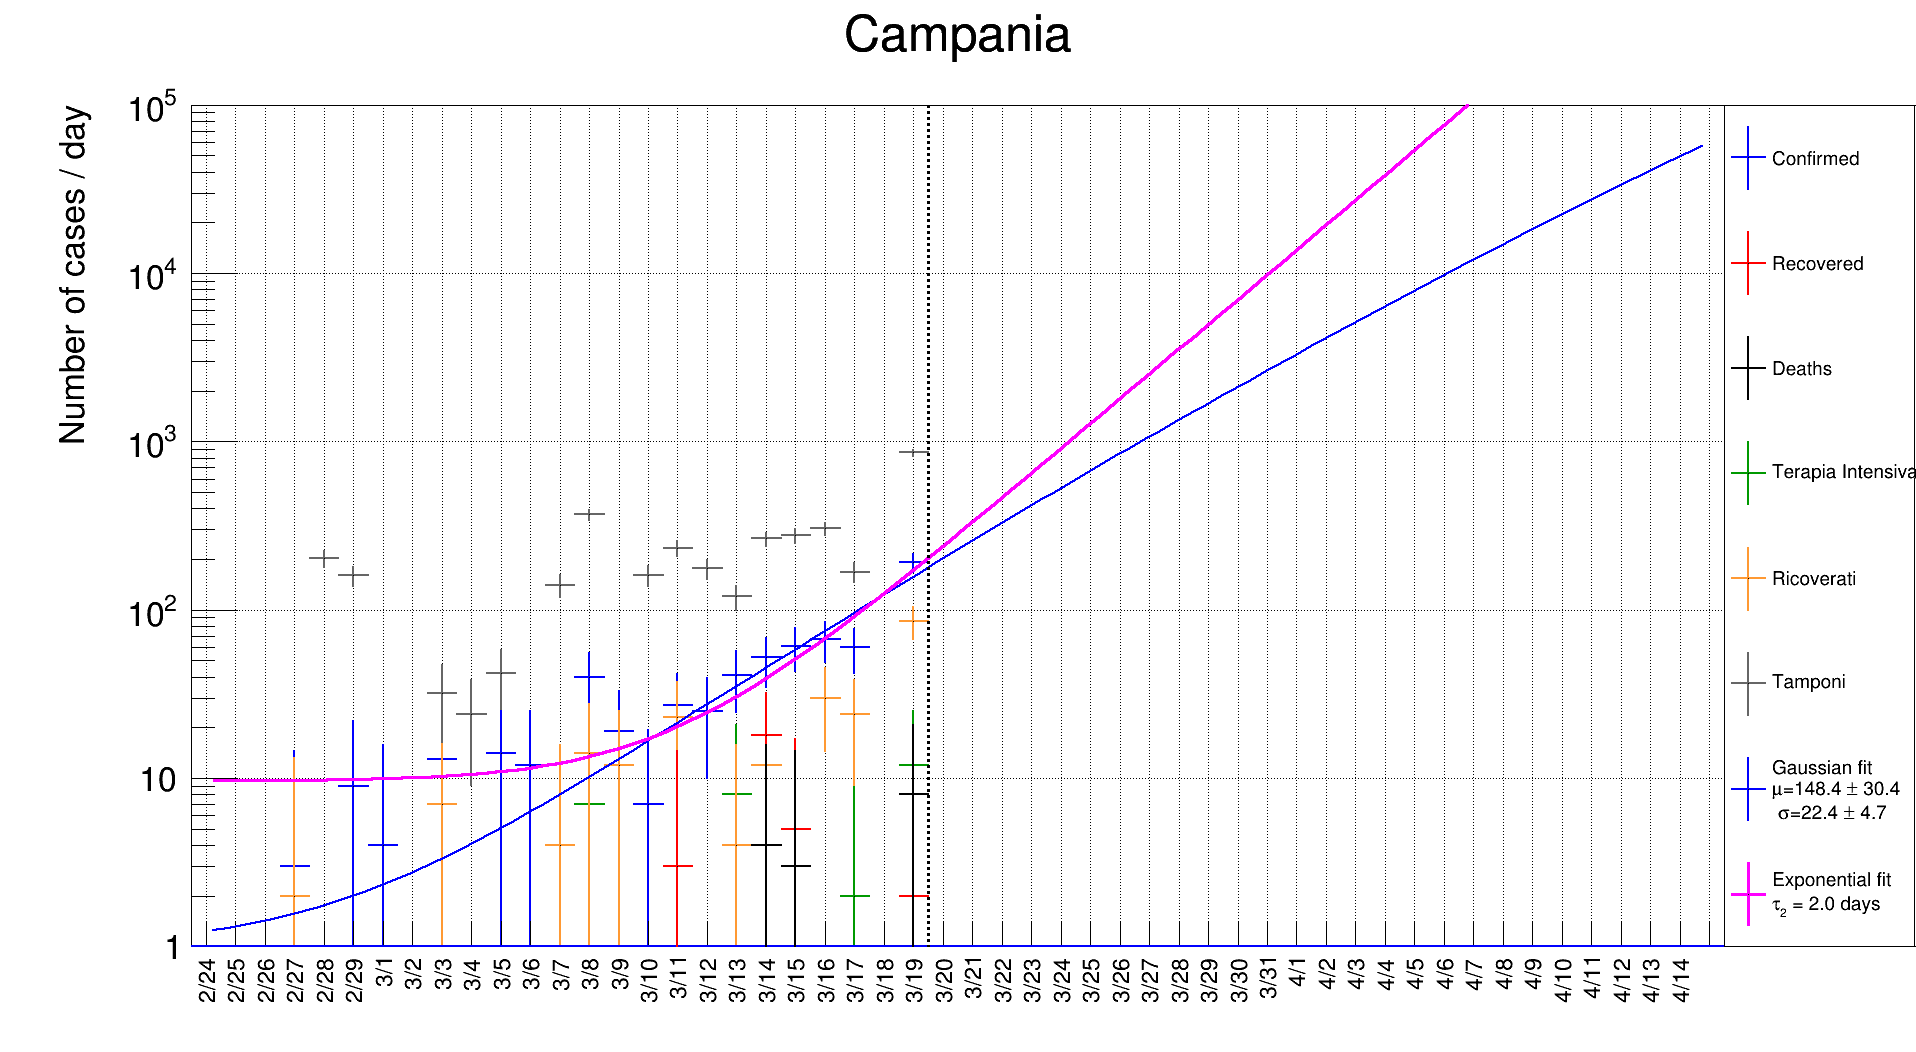 Campania
Number of cases / day
10^5
10^4
10^3
10^2
10
1
2/24 2/25 2/26 2/27 2/28 2/29 3/1 3/2 3/3 3/4 3/5 3/6 3/7 3/8 3/9 3/10 3/11 3/12 3/13 3/14 3/15 3/16 3/17 3/18 3/19 3/20 3/21 3/22 3/23 3/24 3/25 3/26 3/27 3/28 3/29 3/30 3/31 4/1 4/2 4/3 4/4 4/5 4/6 4/7 4/8 4/9 4/10 4/11 4/12 4/13 4/14
Confirmed
Recovered
Deaths
Terapia Intensiva
Ricoverati
Tamponi
Gaussian fit
μ=148.4 ± 30.4
σ=22.4 ± 4.7
Exponential fit
τ₂ = 2.0 days